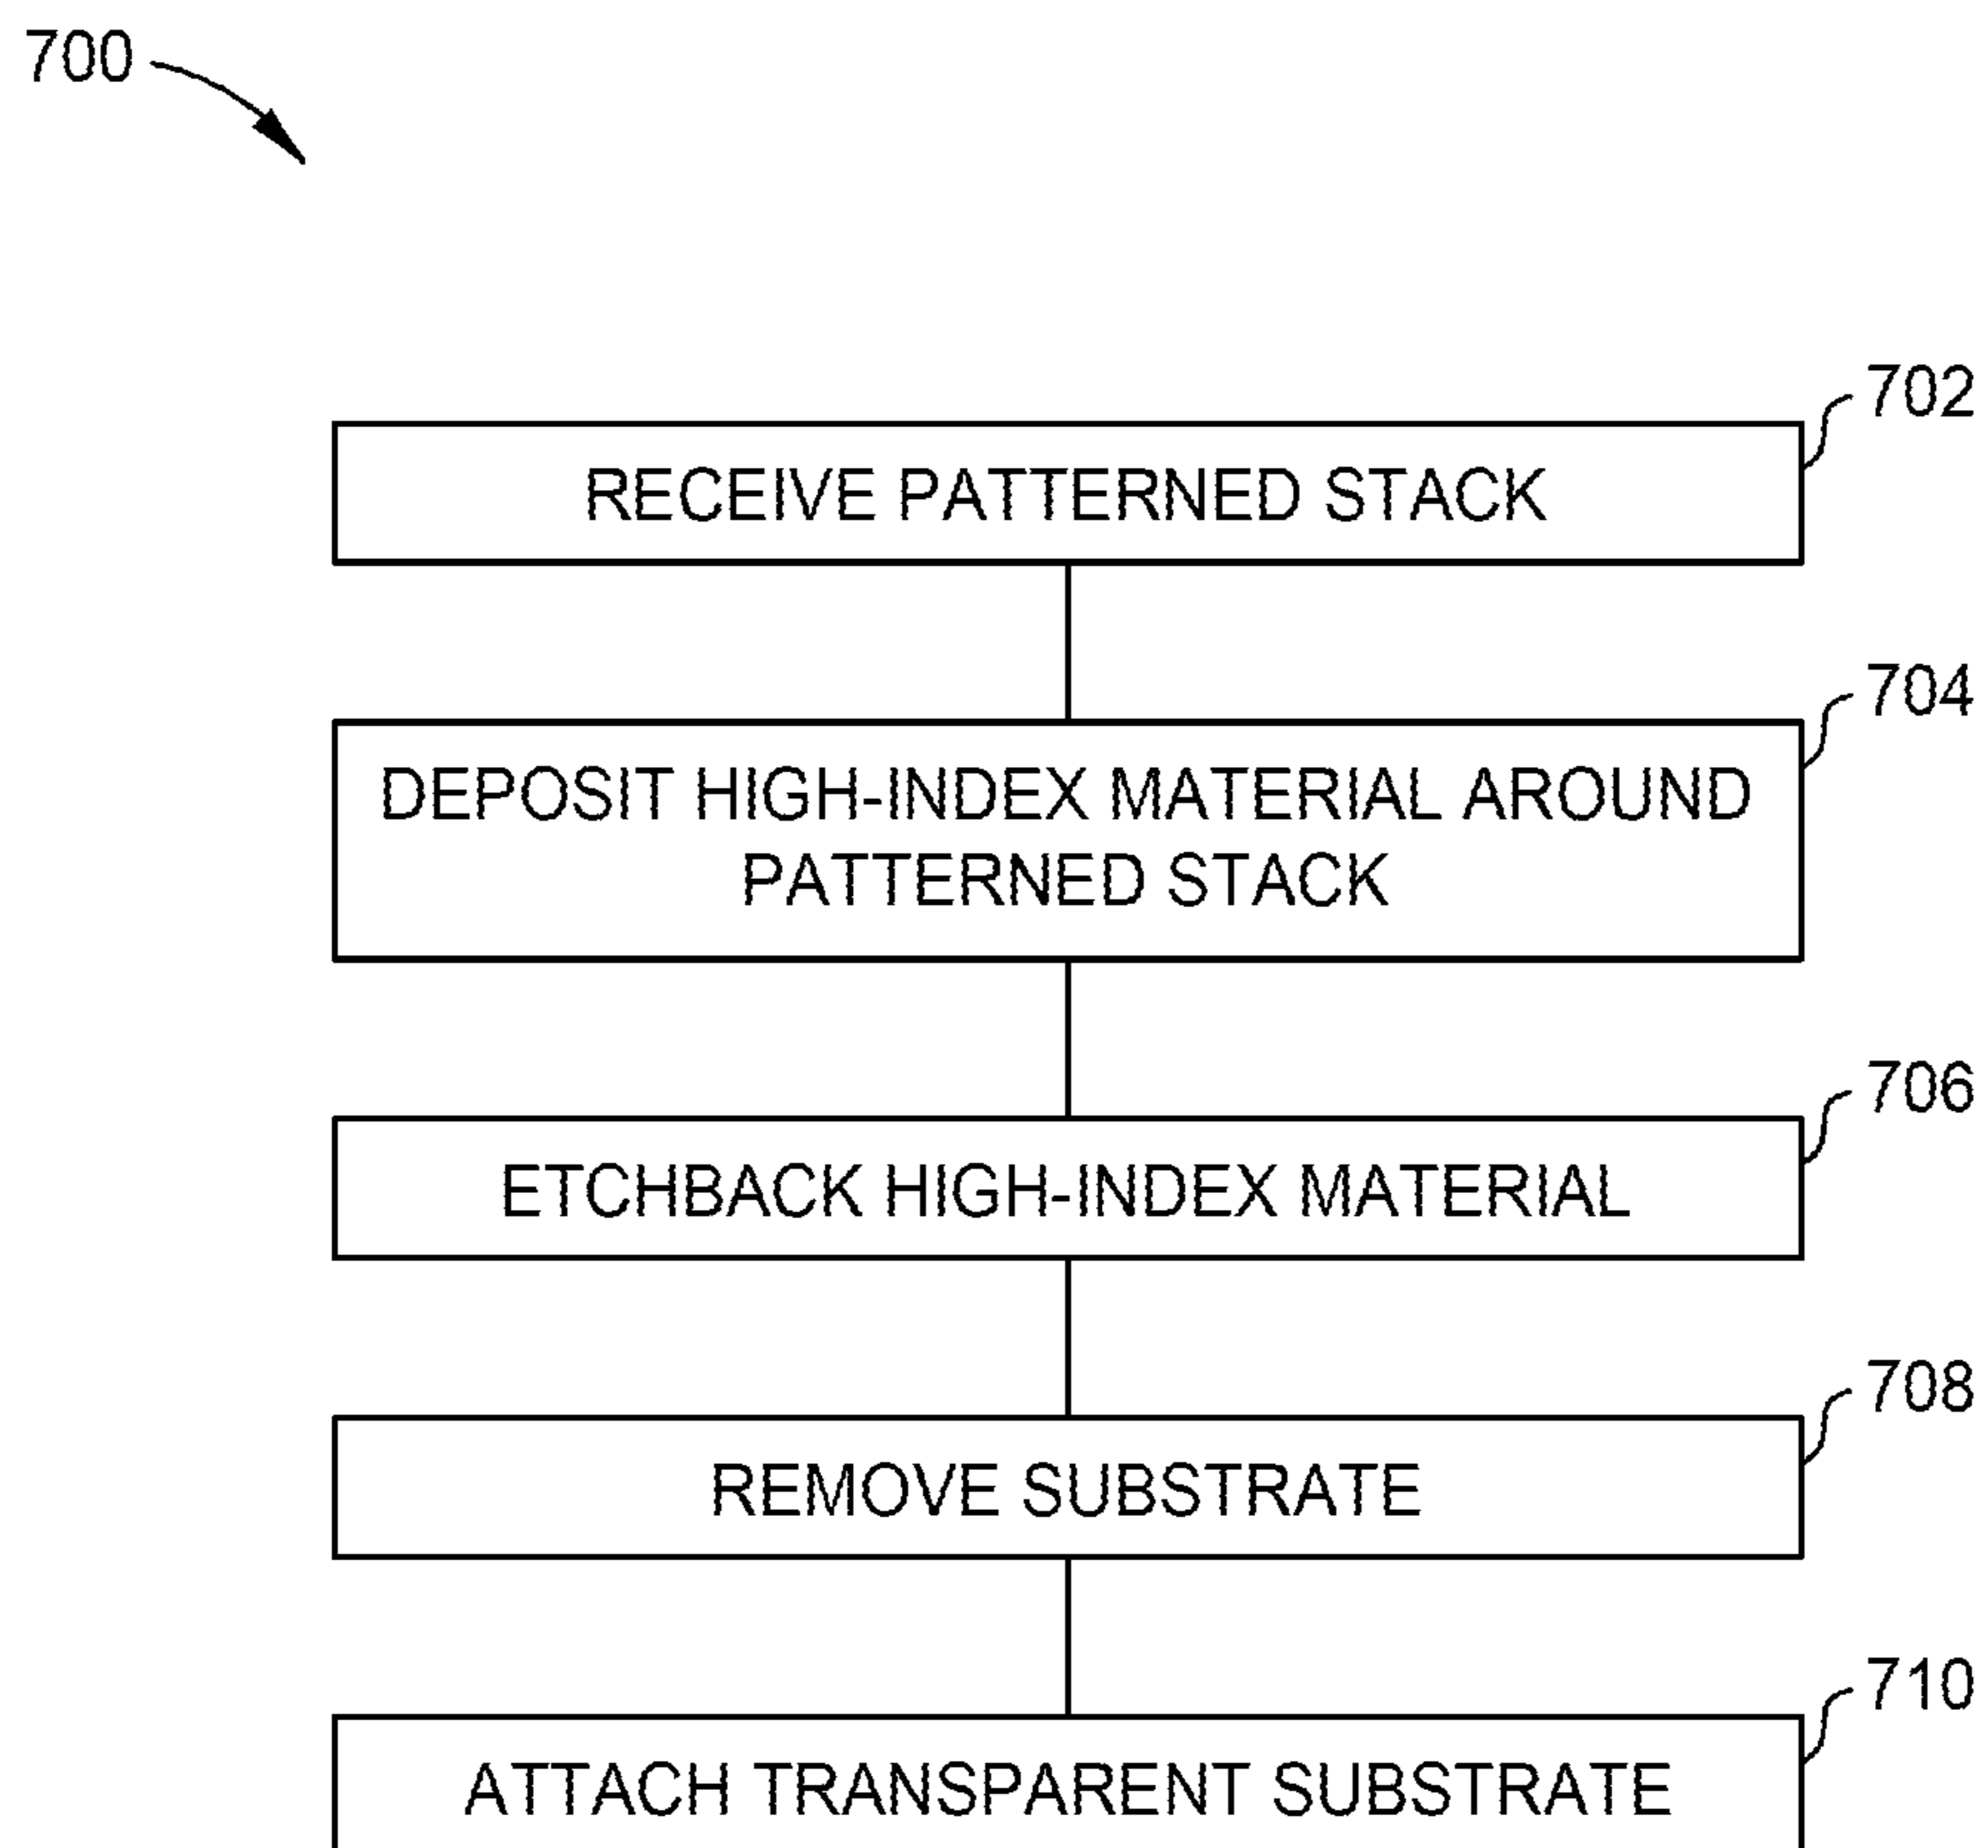 700
702
RECEIVE PATTERNED STACK
704
DEPOSIT HIGH-INDEX MATERIAL AROUND
PATTERNED STACK
706
ETCHBACK HIGH-INDEX MATERIAL
708
REMOVE SUBSTRATE
710
ATTACH TRANSPARENT SUBSTRATE